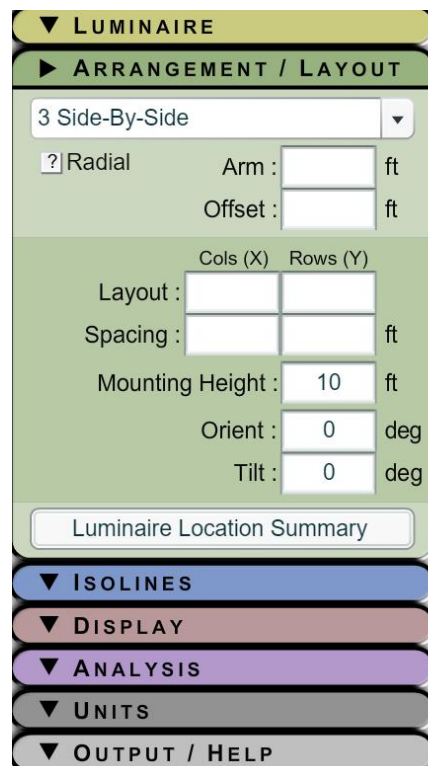 ▼ LUMINAIRE
▶ ARRANGEMENT / LAYOUT
3 Side-By-Side
? Radial Arm : ft
Offset : ft
Cols (X) Rows (Y)
Layout :
Spacing : ft
Mounting Height : 10 ft
Orient : 0 deg
Tilt : 0 deg
Luminaire Location Summary
▼ ISOLINES
▼ DISPLAY
▼ ANALYSIS
▼ UNITS
▼ OUTPUT / HELP